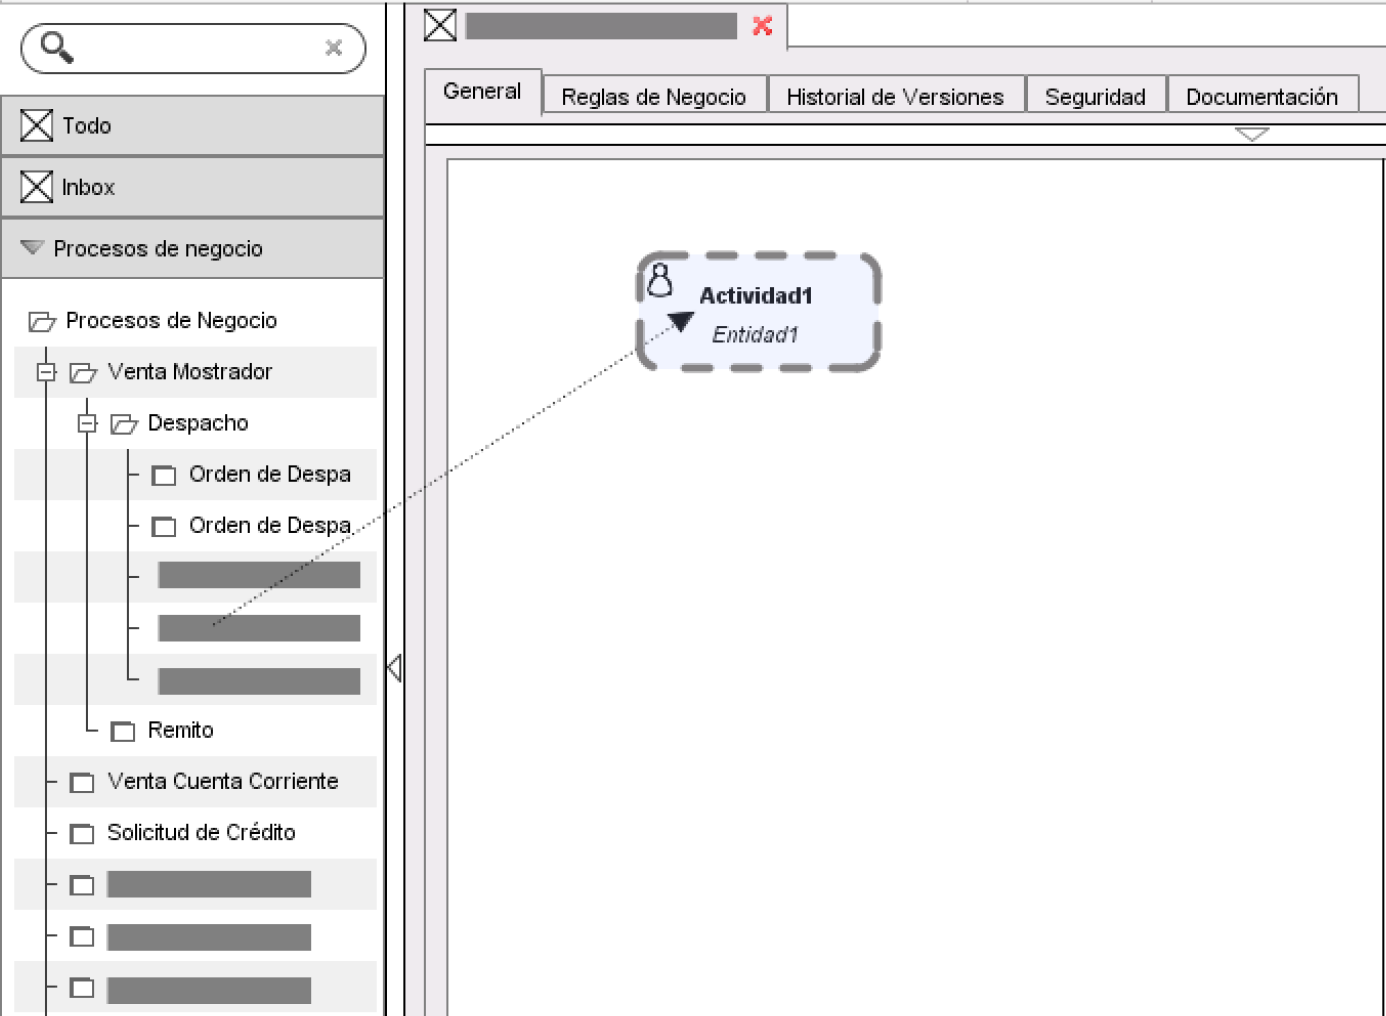 Todo
Inbox
Procesos de negocio
Procesos de Negocio
Venta Mostrador
Despacho
Orden de Despa
Orden de Despa
Remito
Venta Cuenta Corriente
Solicitud de Crédito
General
Reglas de Negocio
Historial de Versiones
Seguridad
Documentación
Actividad1
Entidad1